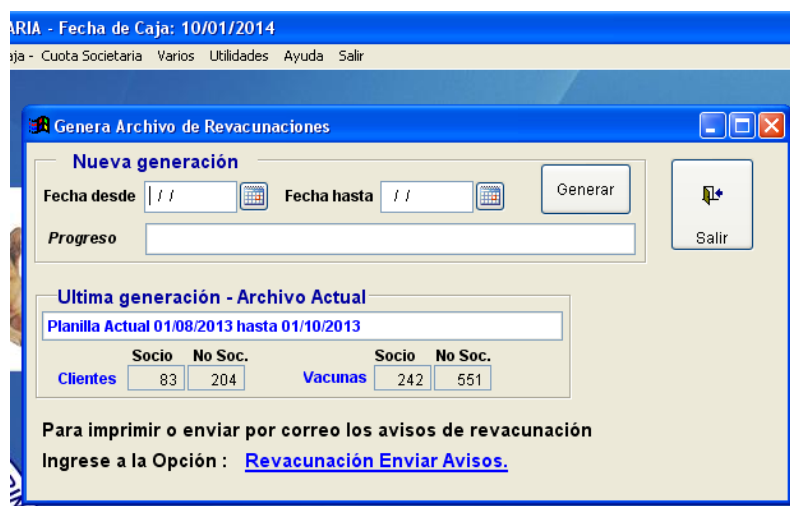 ARIA - Fecha de Caja: 10/01/2014
aja - Cuota Societaria Varios Utilidades Ayuda Salir
Genera Archivo de Revacunaciones
Nueva generación
Fecha desde / / Fecha hasta / / Generar
Progreso
Salir
Ultima generación - Archivo Actual
Planilla Actual 01/08/2013 hasta 01/10/2013
Socio No Soc. Socio No Soc.
Clientes 83 204 Vacunas 242 551
Para imprimir o enviar por correo los avisos de revacunación
Ingrese a la Opción : Revacunación Enviar Avisos.